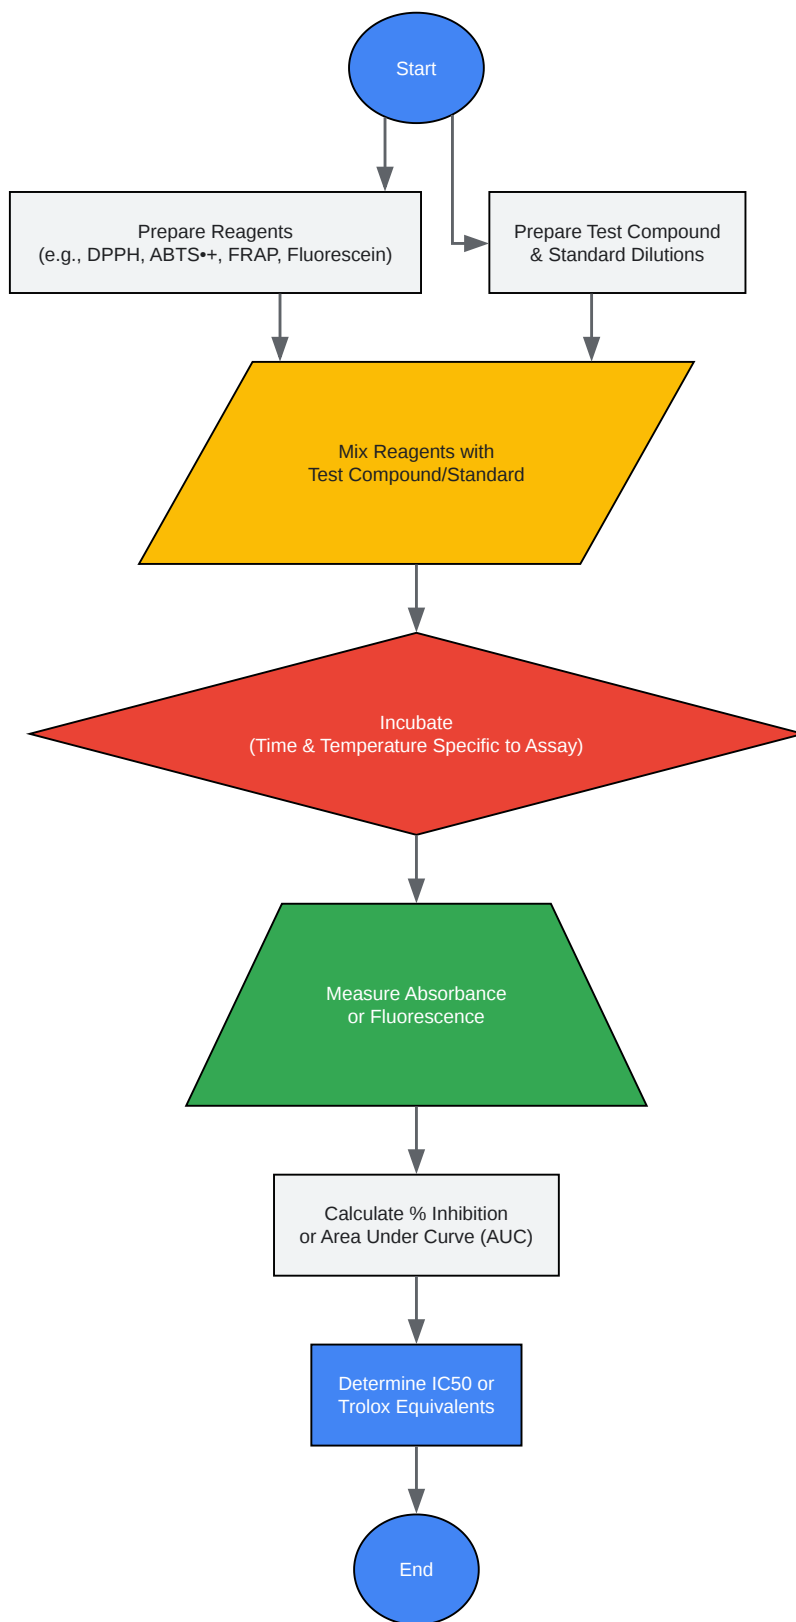 Start
Prepare Reagents
(e.g., DPPH, ABTS•+, FRAP, Fluorescein)
Prepare Test Compound
& Standard Dilutions
Mix Reagents with
Test Compound/Standard
Incubate
(Time & Temperature Specific to Assay)
Measure Absorbance
or Fluorescence
Calculate % Inhibition
or Area Under Curve (AUC)
Determine IC50 or
Trolox Equivalents
End